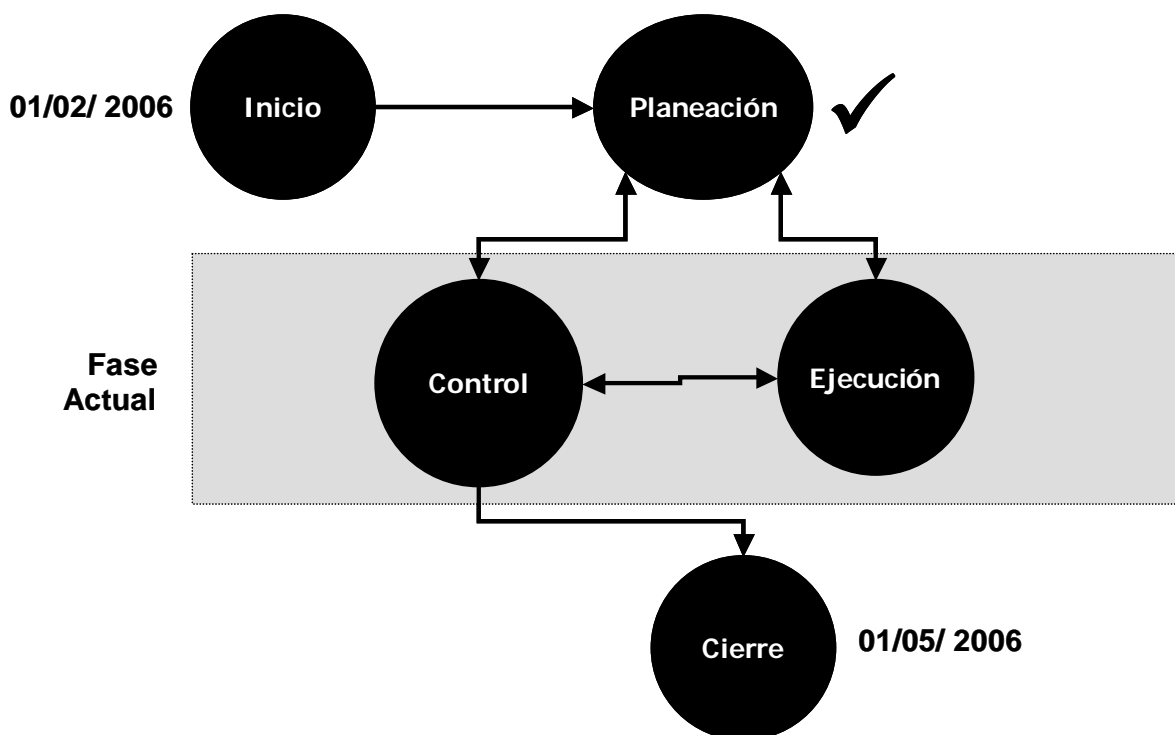 01/02/ 2006
Inicio
Planeación
Fase
Actual
Control
Ejecución
Cierre
01/05/ 2006